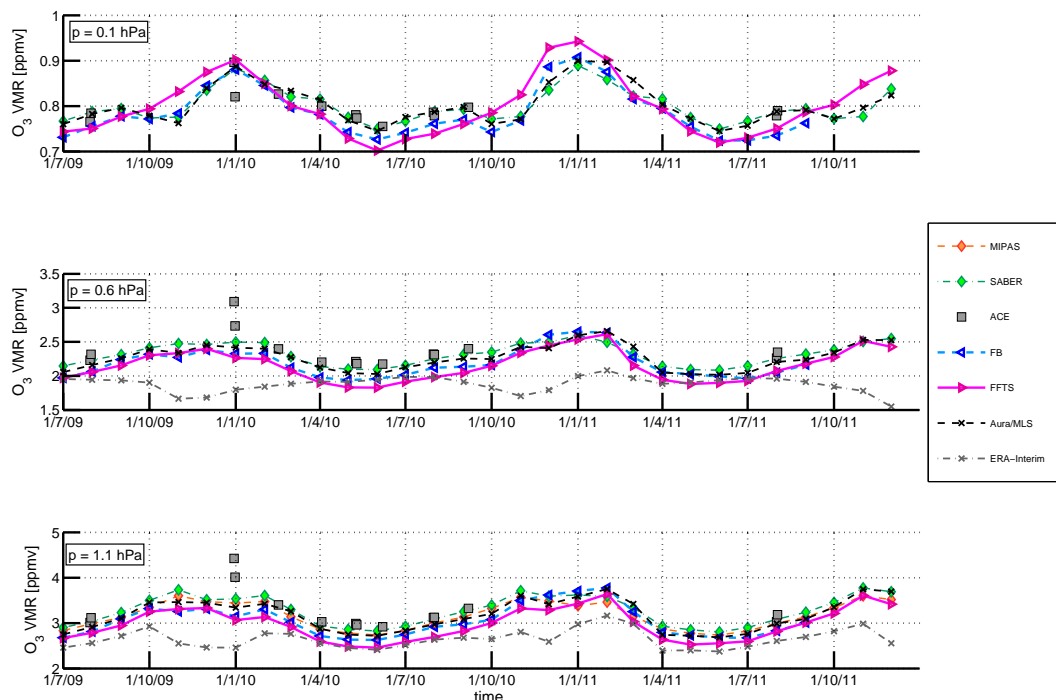 p = 0.1 hPa
O3 VMR [ppmv]
1
0.9
0.8
0.7
1/7/09 1/10/09 1/1/10 1/4/10 1/7/10 1/10/10 1/1/11 1/4/11 1/7/11 1/10/11
p = 0.6 hPa
O3 VMR [ppmv]
3.5
3
2.5
2
1.5
1/7/09 1/10/09 1/1/10 1/4/10 1/7/10 1/10/10 1/1/11 1/4/11 1/7/11 1/10/11
MIPAS
SABER
ACE
FB
FFTS
Aura/MLS
ERA–Interim
p = 1.1 hPa
O3 VMR [ppmv]
5
4
3
2
1/7/09 1/10/09 1/1/10 1/4/10 1/7/10 1/10/10 1/1/11 1/4/11 1/7/11 1/10/11
time